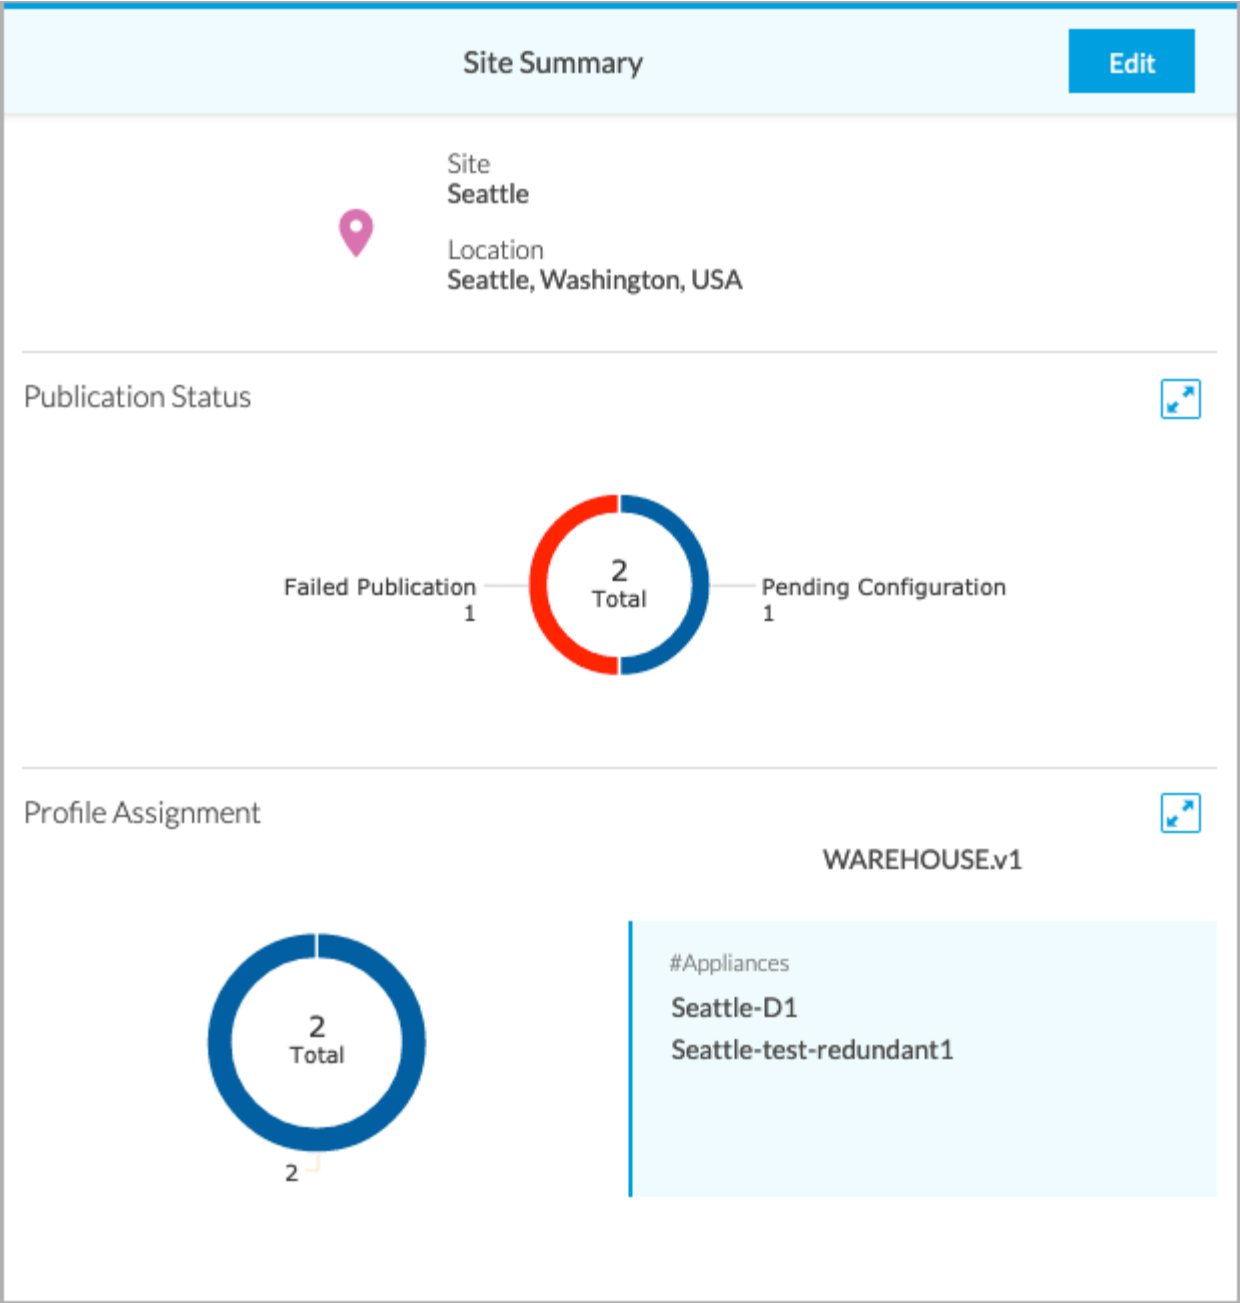 Site Summary
Edit
Site
Seattle
Location
Seattle, Washington, USA
Publication Status
2
Total
Failed Publication
1
Pending Configuration
1
Profile Assignment
WAREHOUSE.v1
2
Total
2
#Appliances
Seattle-D1
Seattle-test-redundant1